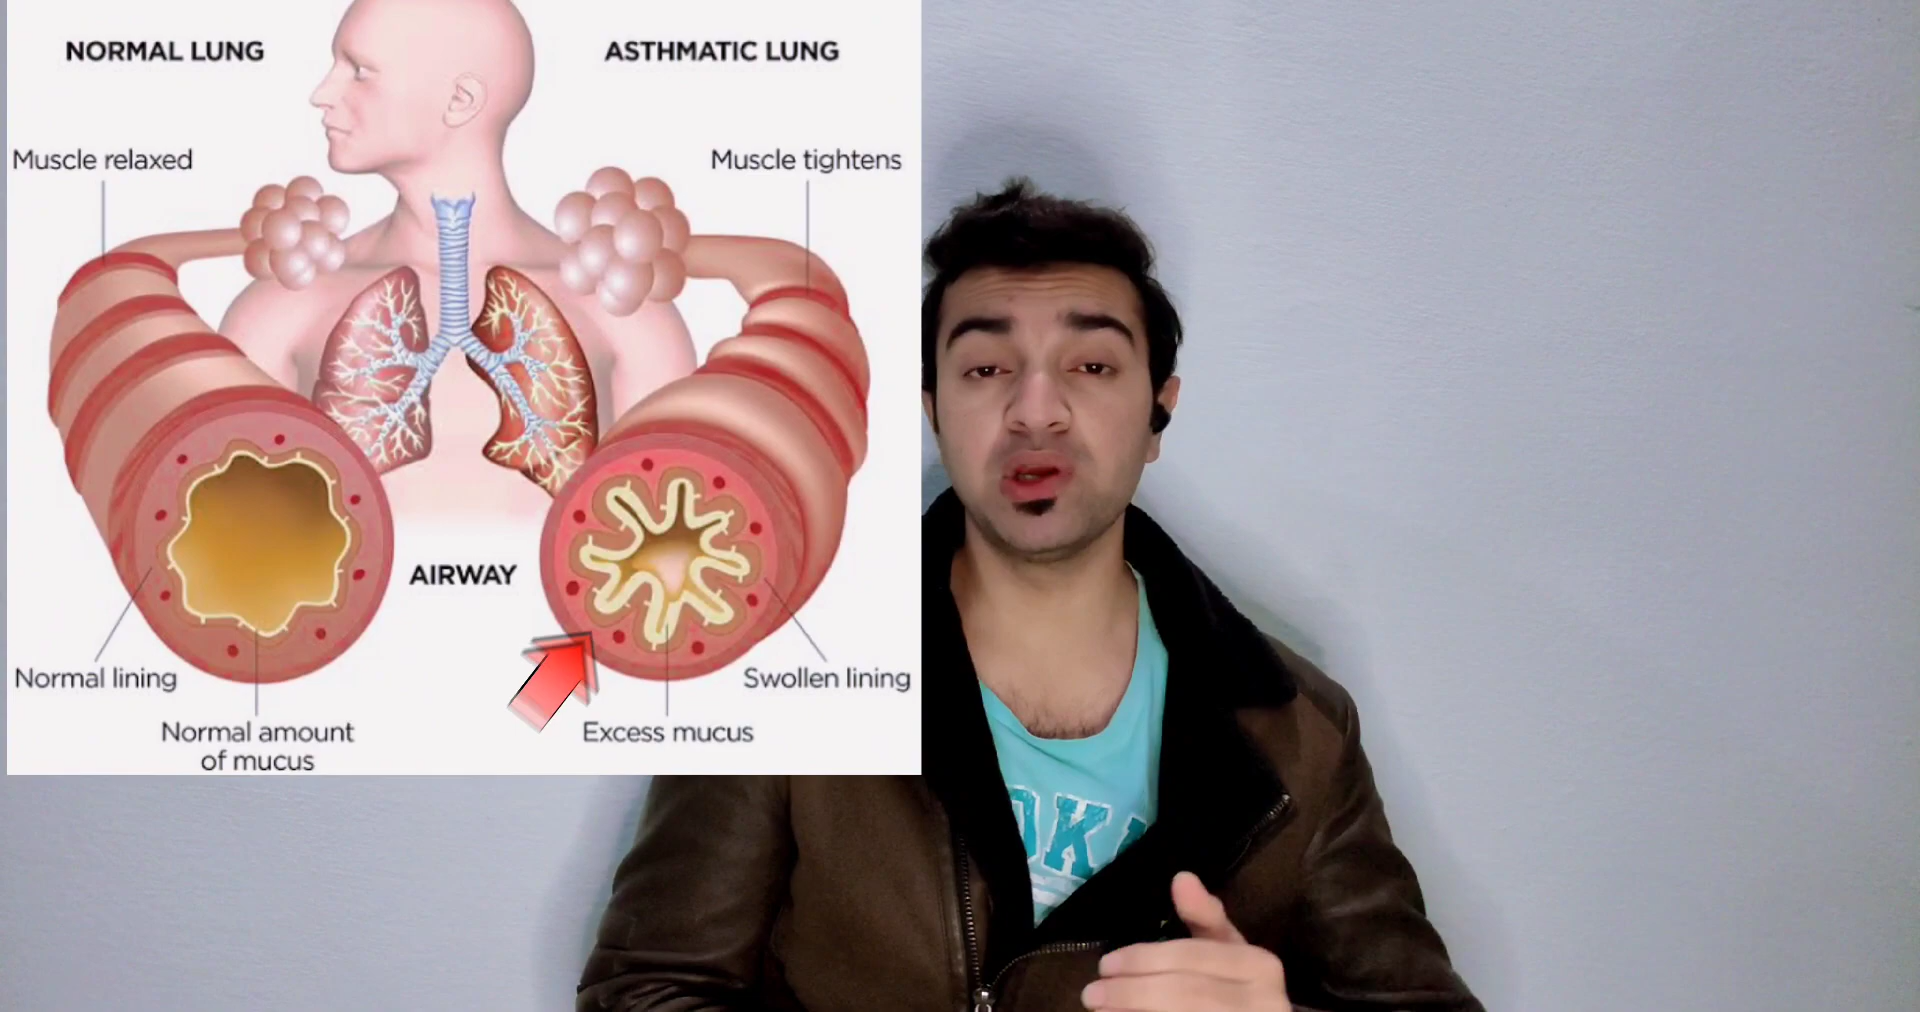 NORMAL LUNG
ASTHMATIC LUNG
Muscle relaxed
Muscle tightens
AIRWAY
Normal lining
Swollen lining
Normal amount
of mucus
Excess mucus